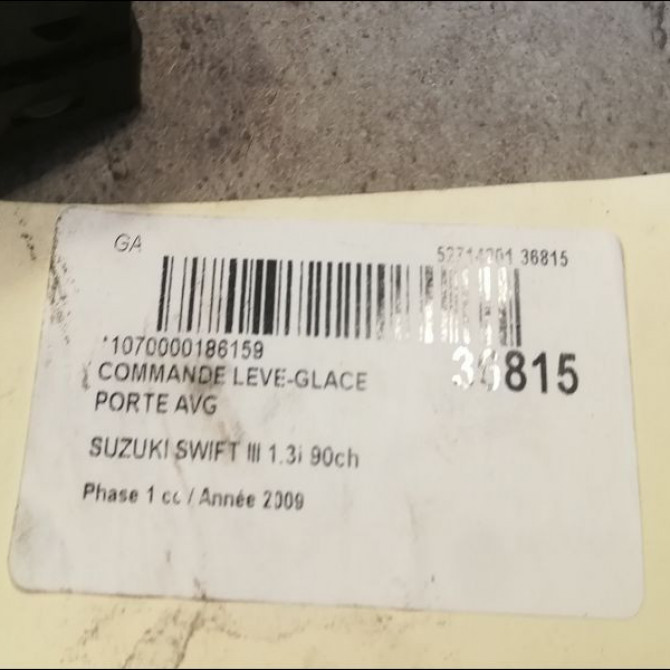 GA
36815
*1070000186159
36815
COMMANDE LEVE-GLACE
PORTE AVG
SUZUKI SWIFT III 1.3i 90ch
Phase 1 cc / Année 2009